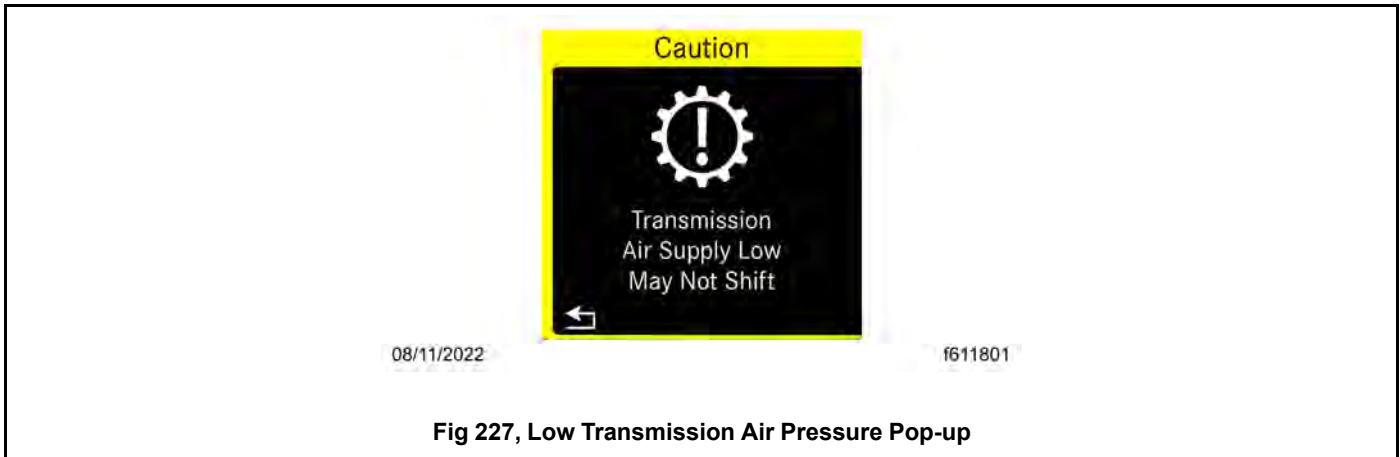 Caution
Transmission
Air Supply Low
May Not Shift
08/11/2022
f611801
Fig 227, Low Transmission Air Pressure Pop-up